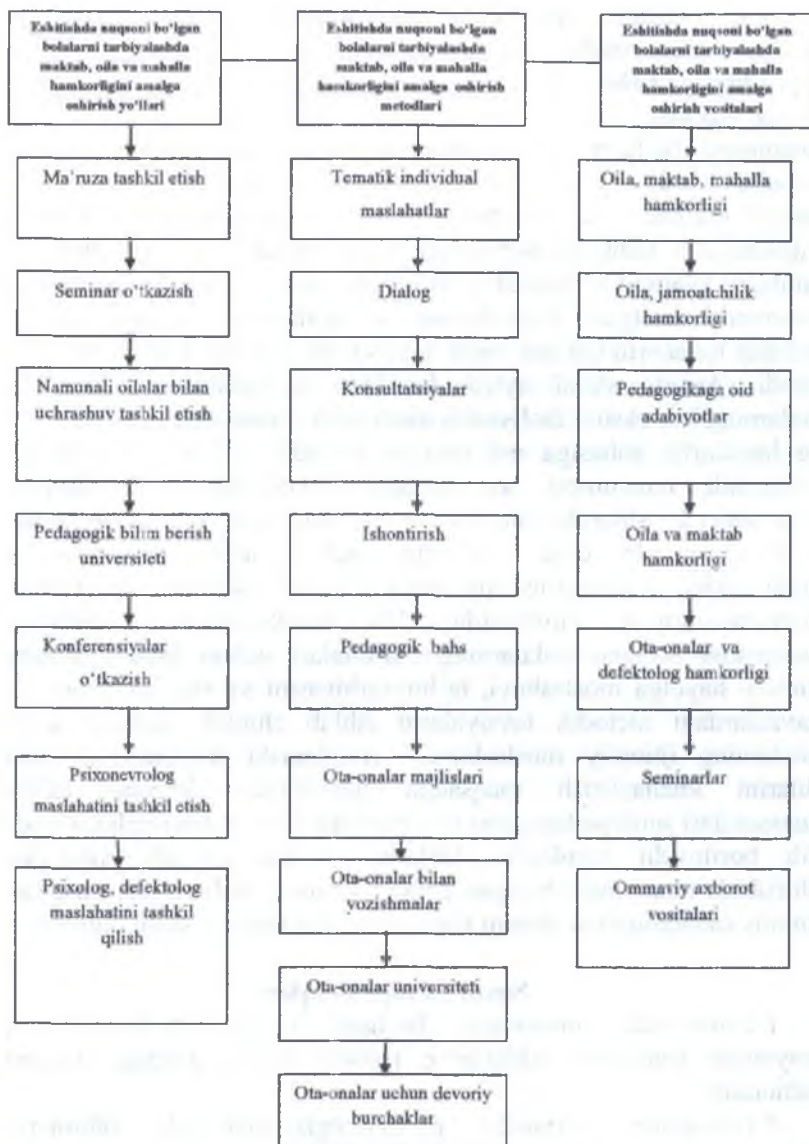 Eshitishda nuqsoni bo'lgan
bolalarni tarbiyalashda
maktab, oila va mahalla
hamkorligini amalga
oshirish yo'llari
Ma'ruza tashkil etish
Seminar o'tkazish
Namunali oilalar bilan
uchrashuv tashkil etish
Pedagogik bilim berish
universiteti
Konferensiyalar
o'tkazish
Psixonevrolog
maslahatini tashkil etish
Psixolog, defektolog
maslahatini tashkil
qilish
Eshitishda nuqsoni bo'lgan
bolalarni tarbiyalashda
maktab, oila va mahalla
hamkorligini amalga oshirish
metodlari
Tematik individual
maslahatlar
Dialog
Konsultatsiyalar
Ishontirish
Pedagogik bahs
Ota-onalar majlislari
Ota-onalar bilan
yozishmalar
Ota-onalar universiteti
Ota-onalar uchun devoriy
burchaklar
Eshitishda nuqsoni bo'lgan
bolalarni tarbiyalashda
maktab, oila va mahalla
hamkorligini amalga
oshirish vositalari
Oila, maktab, mahalla
hamkorligi
Oila, jamoatchilik
hamkorligi
Pedagogikaga oid
adabiyotlar
Oila va maktab
hamkorligi
Ota-onalar va
defektolog hamkorligi
Seminarlar
Ommaviy axborot
vositalari